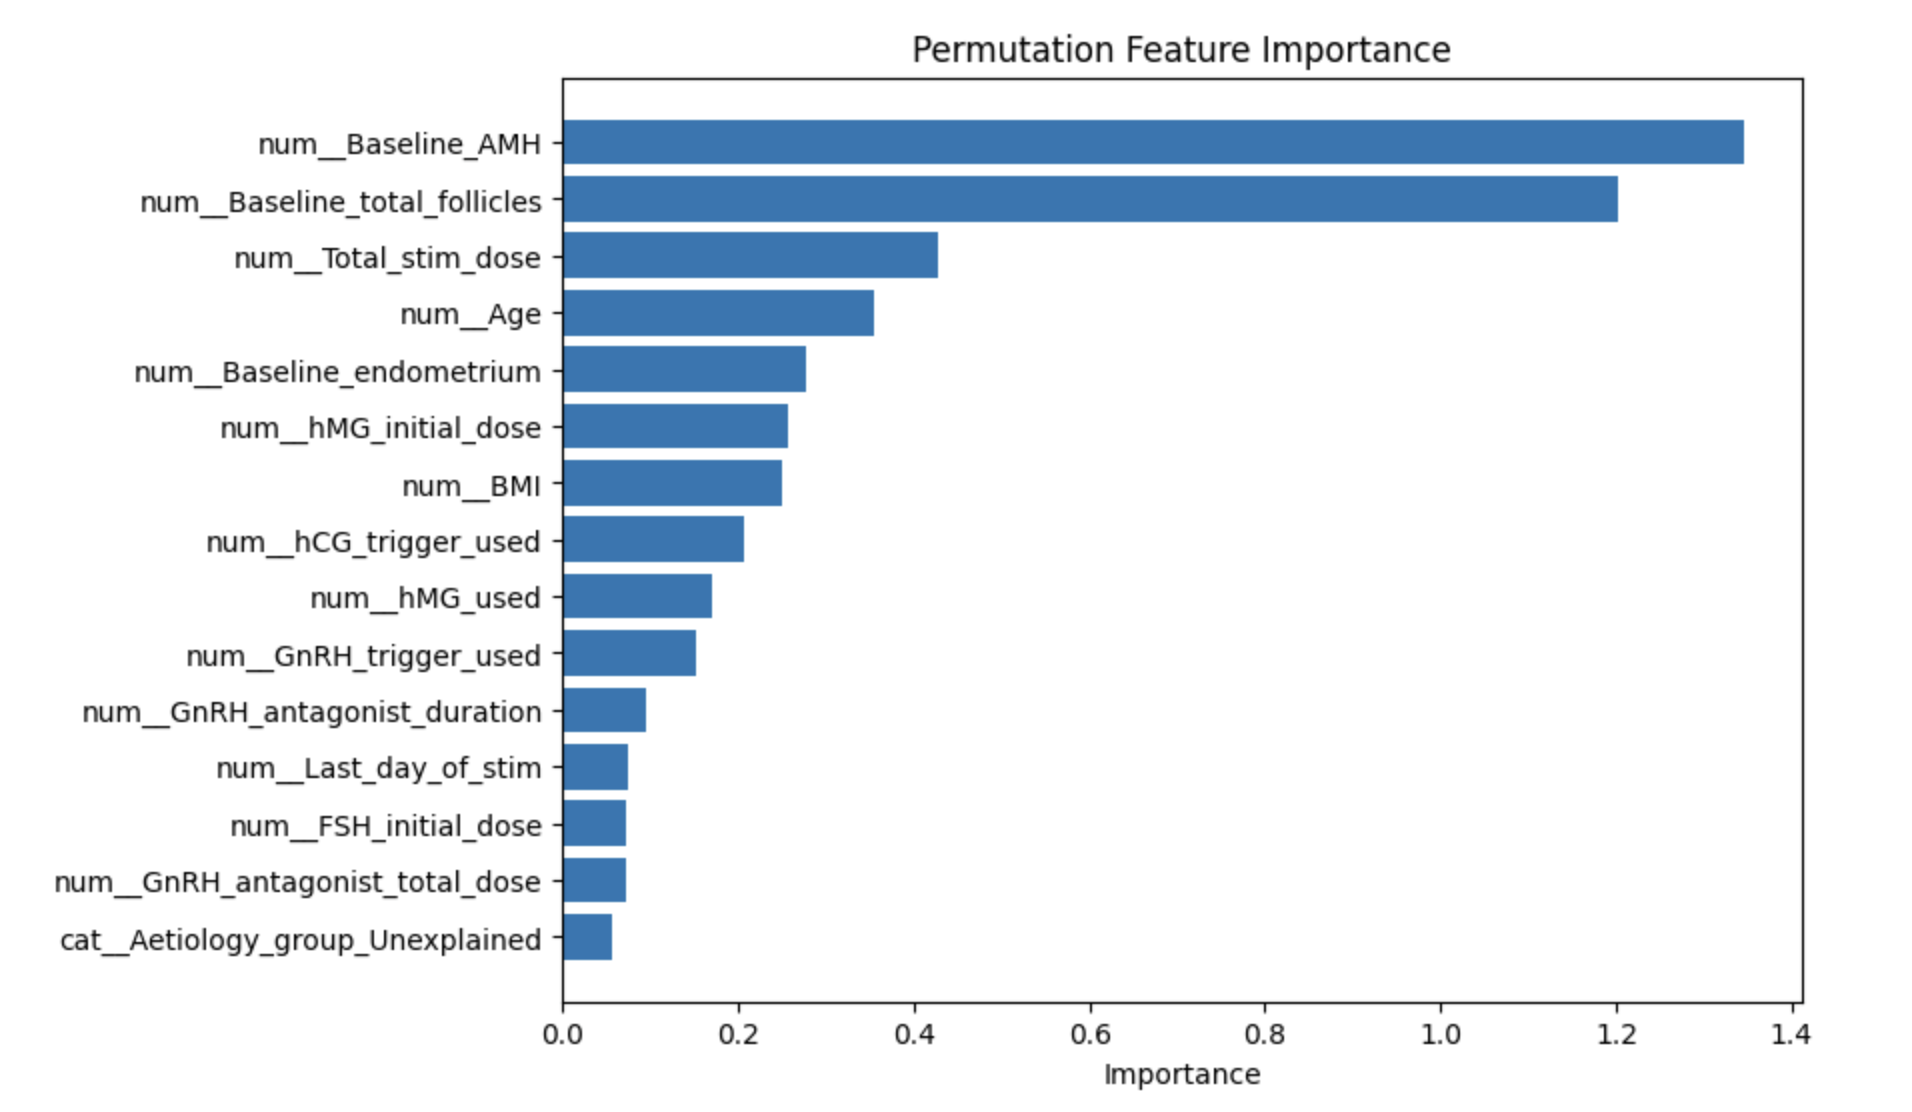 Permutation Feature Importance
num__Baseline_AMH
num__Baseline_total_follicles
num__Total_stim_dose
num__Age
num__Baseline_endometrium
num__hMG_initial_dose
num__BMI
num__hCG_trigger_used
num__hMG_used
num__GnRH_trigger_used
num__GnRH_antagonist_duration
num__Last_day_of_stim
num__FSH_initial_dose
num__GnRH_antagonist_total_dose
cat__Aetiology_group_Unexplained
0.0 0.2 0.4 0.6 0.8 1.0 1.2 1.4
Importance